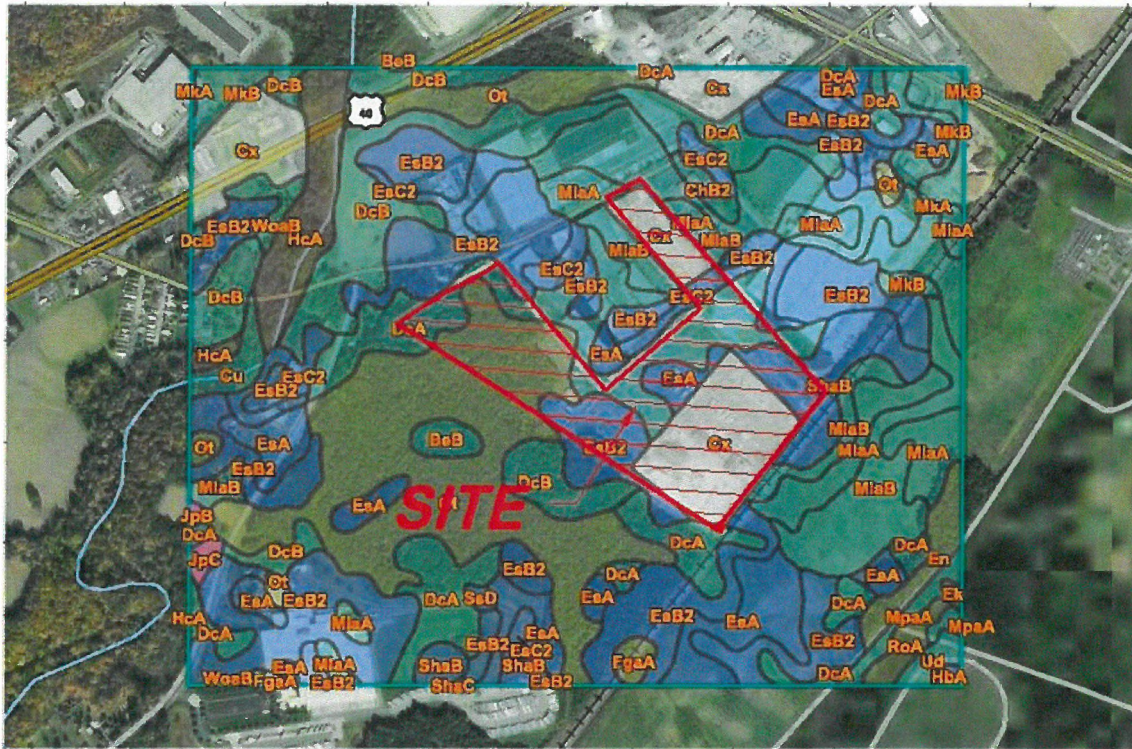 BeB
DcB
DcA
DcA
EsA
MkA
MkB
DcB
Ot
Cx
DcA
MkB
40
EsA
EsB2
DcA
MkB
Cx
EsB2
EsC2
EsB2
EsA
EsC2
MlaA
ChB2
Ot
DcB
MlaA
MkA
EsB2
WoaB
Cx
MlaB
MlaA
MlaA
DcB
HcA
EsB2
MlaB
EsB2
EsC2
EsB2
DcB
EsC2
EsB2
MkB
EsB2
DcA
HcA
EsA
Cu
EsC2
EsA
ShaB
EsB2
Ot
EsA
BeB
EsB2
Cx
MlaB
MlaA
MlaA
EsB2
MlaB
DcB
MlaB
EsA
Ot
SITE
JpB
DcA
DcB
DcA
DcA
En
JpC
EsB2
DcA
EsA
Ot
EsA
EsB2
DcA
SsD
EsA
DcA
Ek
HcA
MlaA
EsB2
EsA
MpaA
MpaA
DcA
EsB2
EsA
EsC2
EsB2
RoA
EsA
MlaA
ShaB
ShaB
FgaA
DcA
Ud
WoaB
FgaA
EsB2
ShaC
EsB2
HbA